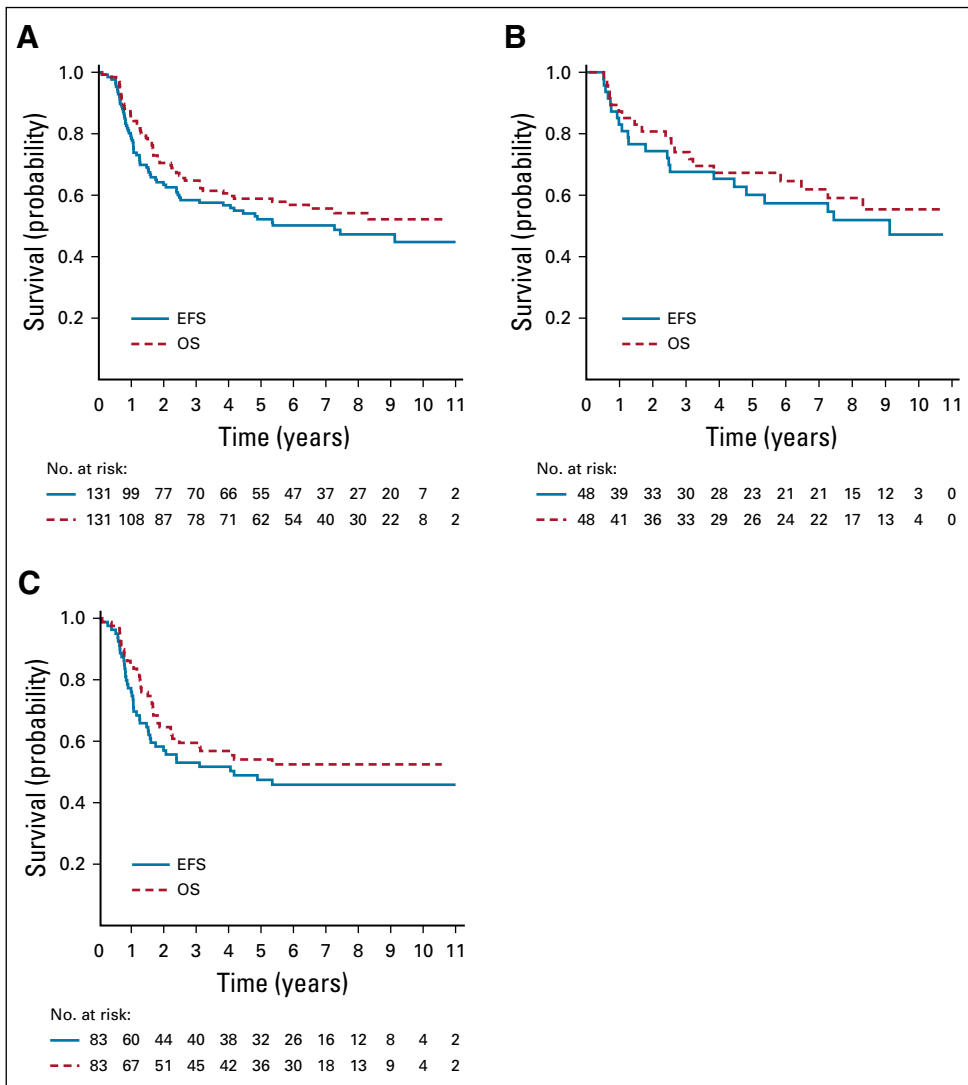 A
Survival (probability)
1.0
0.8
0.6
0.4
0.2
EFS
OS
0 1 2 3 4 5 6 7 8 9 10 11
Time (years)
No. at risk:
131 99 77 70 66 55 47 37 27 20 7 2
131 108 87 78 71 62 54 40 30 22 8 2
B
Survival (probability)
1.0
0.8
0.6
0.4
0.2
EFS
OS
0 1 2 3 4 5 6 7 8 9 10 11
Time (years)
No. at risk:
48 39 33 30 28 23 21 21 15 12 3 0
48 41 36 33 29 26 24 22 17 13 4 0
C
Survival (probability)
1.0
0.8
0.6
0.4
0.2
EFS
OS
0 1 2 3 4 5 6 7 8 9 10 11
Time (years)
No. at risk:
83 60 44 40 38 32 26 16 12 8 4 2
83 67 51 45 42 36 30 18 13 9 4 2